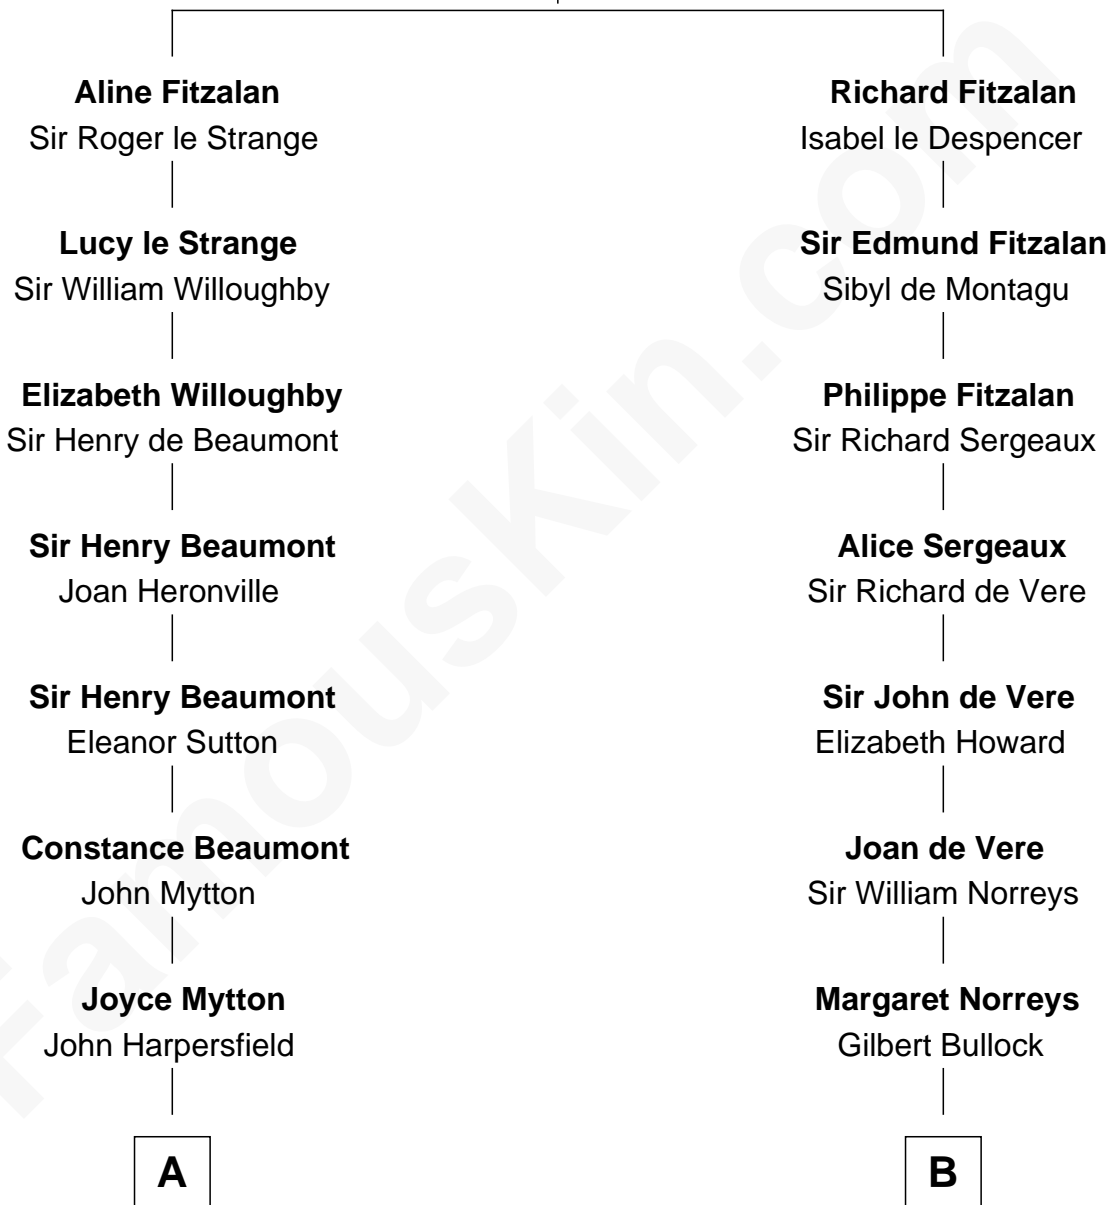 Aline Fitzalan
Sir Roger le Strange
Lucy le Strange
Sir William Willoughby
Elizabeth Willoughby
Sir Henry de Beaumont
Sir Henry Beaumont
Joan Heronville
Sir Henry Beaumont
Eleanor Sutton
Constance Beaumont
John Mytton
Joyce Mytton
John Harpersfield
A
Richard Fitzalan
Isabel le Despencer
Sir Edmund Fitzalan
Sibyl de Montagu
Philippe Fitzalan
Sir Richard Sergeaux
Alice Sergeaux
Sir Richard de Vere
Sir John de Vere
Elizabeth Howard
Joan de Vere
Sir William Norreys
Margaret Norreys
Gilbert Bullock
B
FamousKin.com